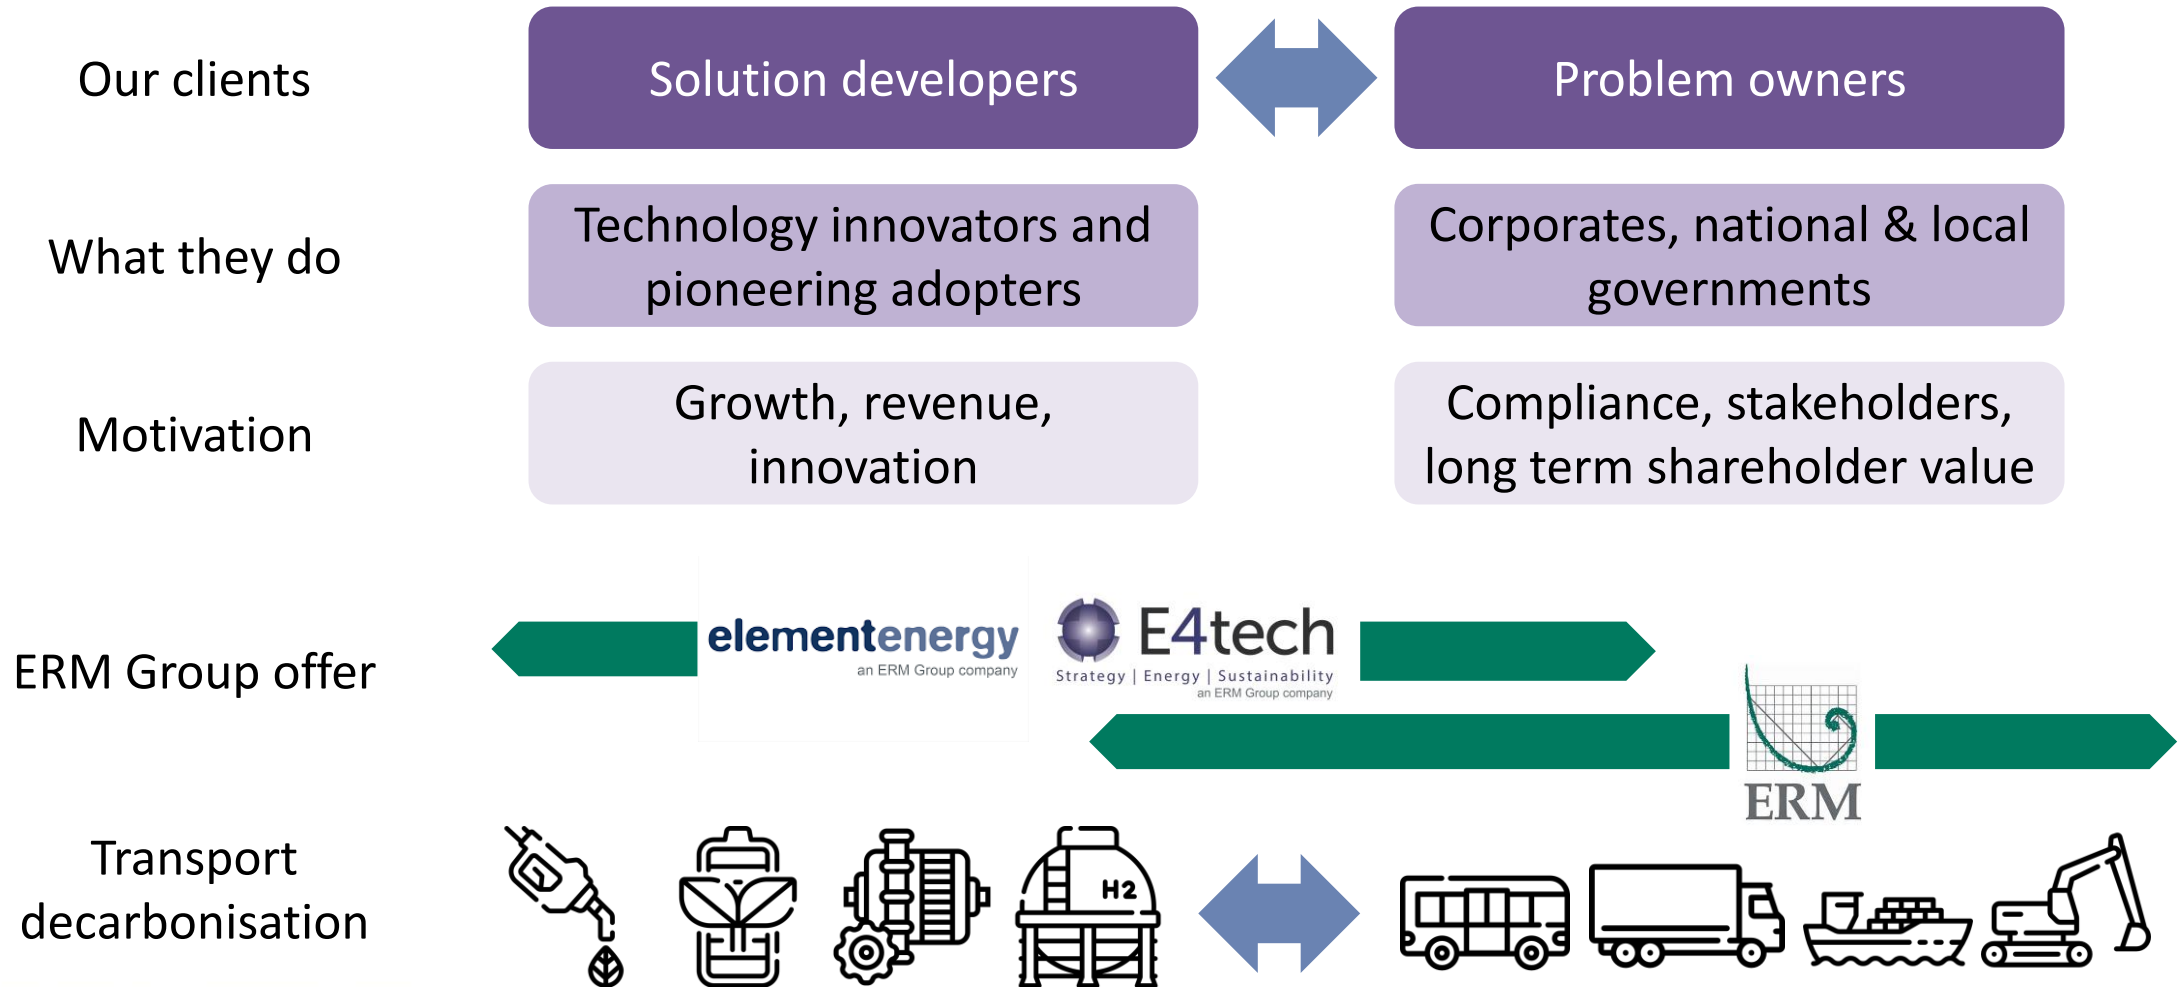 Our clients
Solution developers
Problem owners
What they do
Technology innovators and
pioneering adopters
Corporates, national & local
governments
Motivation
Growth, revenue,
innovation
Compliance, stakeholders,
long term shareholder value
ERM Group offer
elementenergy
an ERM Group company
E4tech
Strategy | Energy | Sustainability
an ERM Group company
ERM
Transport
decarbonisation
H2